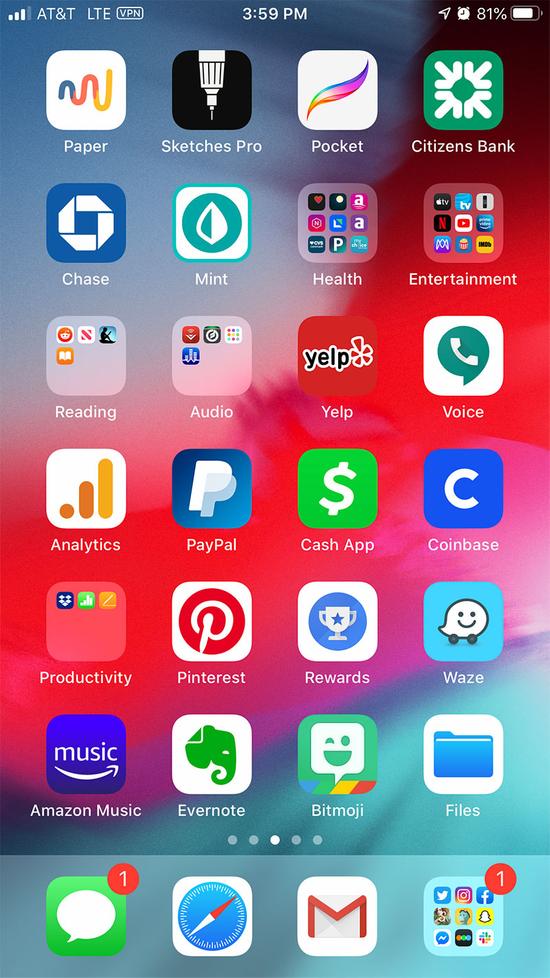 AT&T LTE VPN 3:59 PM 81%
Paper Sketches Pro Pocket Citizens Bank
Chase Mint Health Entertainment
yelp
Reading Audio Yelp Voice
Analytics PayPal Cash App Coinbase
Productivity Pinterest Rewards Waze
music
Amazon Music Evernote Bitmoji Files
1 1